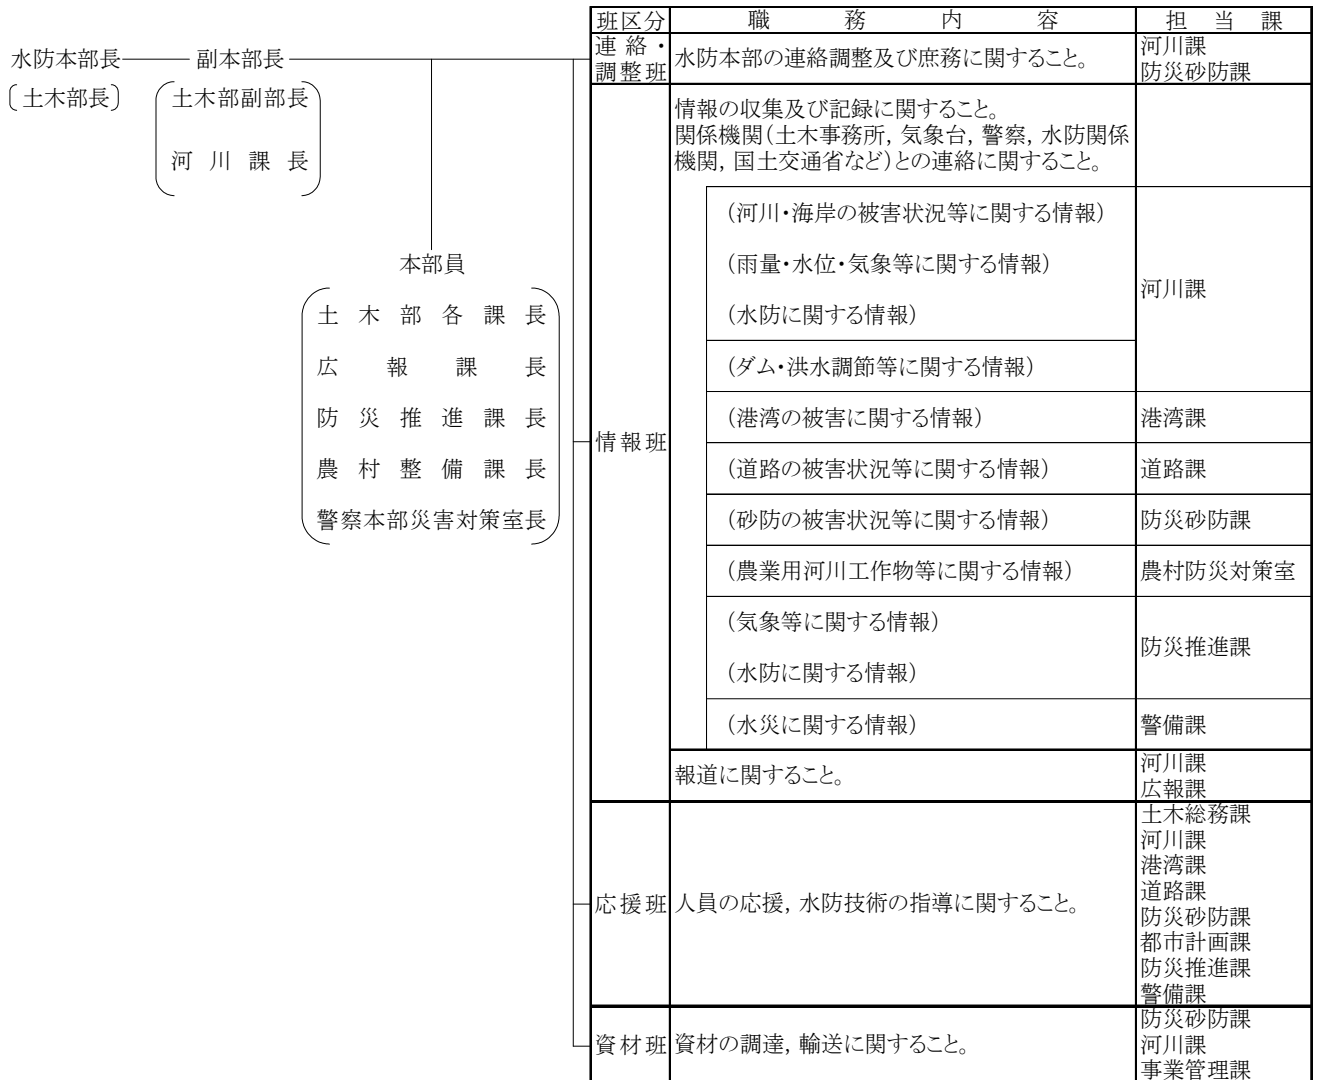 水防本部長
〔土木部長〕
副本部長
土木部副部長
河川課長
本部員
土木部各課長
広報課長
防災推進課長
農村整備課長
警察本部災害対策室長
班区分 職務内容 担当課
連絡・
調整班
水防本部の連絡調整及び庶務に関すること。
河川課
防災砂防課
情報班
情報の収集及び記録に関すること。
関係機関(土木事務所,気象台,警察,水防関係
機関,国土交通省など)との連絡に関すること。
(河川・海岸の被害状況等に関する情報)
(雨量・水位・気象等に関する情報)
(水防に関する情報)
(ダム・洪水調節等に関する情報)
河川課
(港湾の被害に関する情報) 港湾課
(道路の被害状況等に関する情報) 道路課
(砂防の被害状況等に関する情報) 防災砂防課
(農業用河川工作物等に関する情報) 農村防災対策室
(気象等に関する情報)
(水防に関する情報)
防災推進課
(水災に関する情報) 警備課
報道に関すること。
河川課
広報課
応援班
人員の応援,水防技術の指導に関すること。
土木総務課
河川課
港湾課
道路課
防災砂防課
都市計画課
防災推進課
警備課
資材班
資材の調達,輸送に関すること。
防災砂防課
河川課
事業管理課